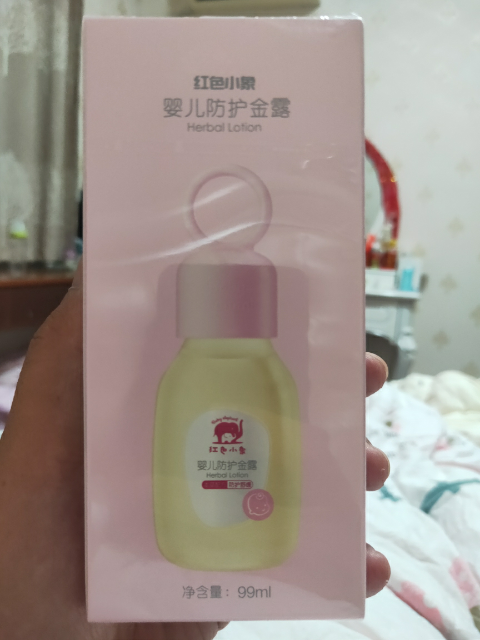 红色小象
婴儿防护金露
Herbal Lotion
红色小象
婴儿防护金露
Herbal Lotion
净含量：99ml